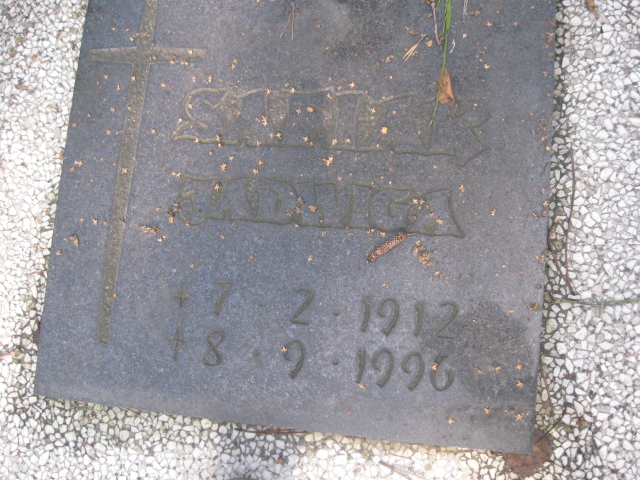 JADWIGA
* 7 · 2 · 1912
† 8 · 9 · 1996